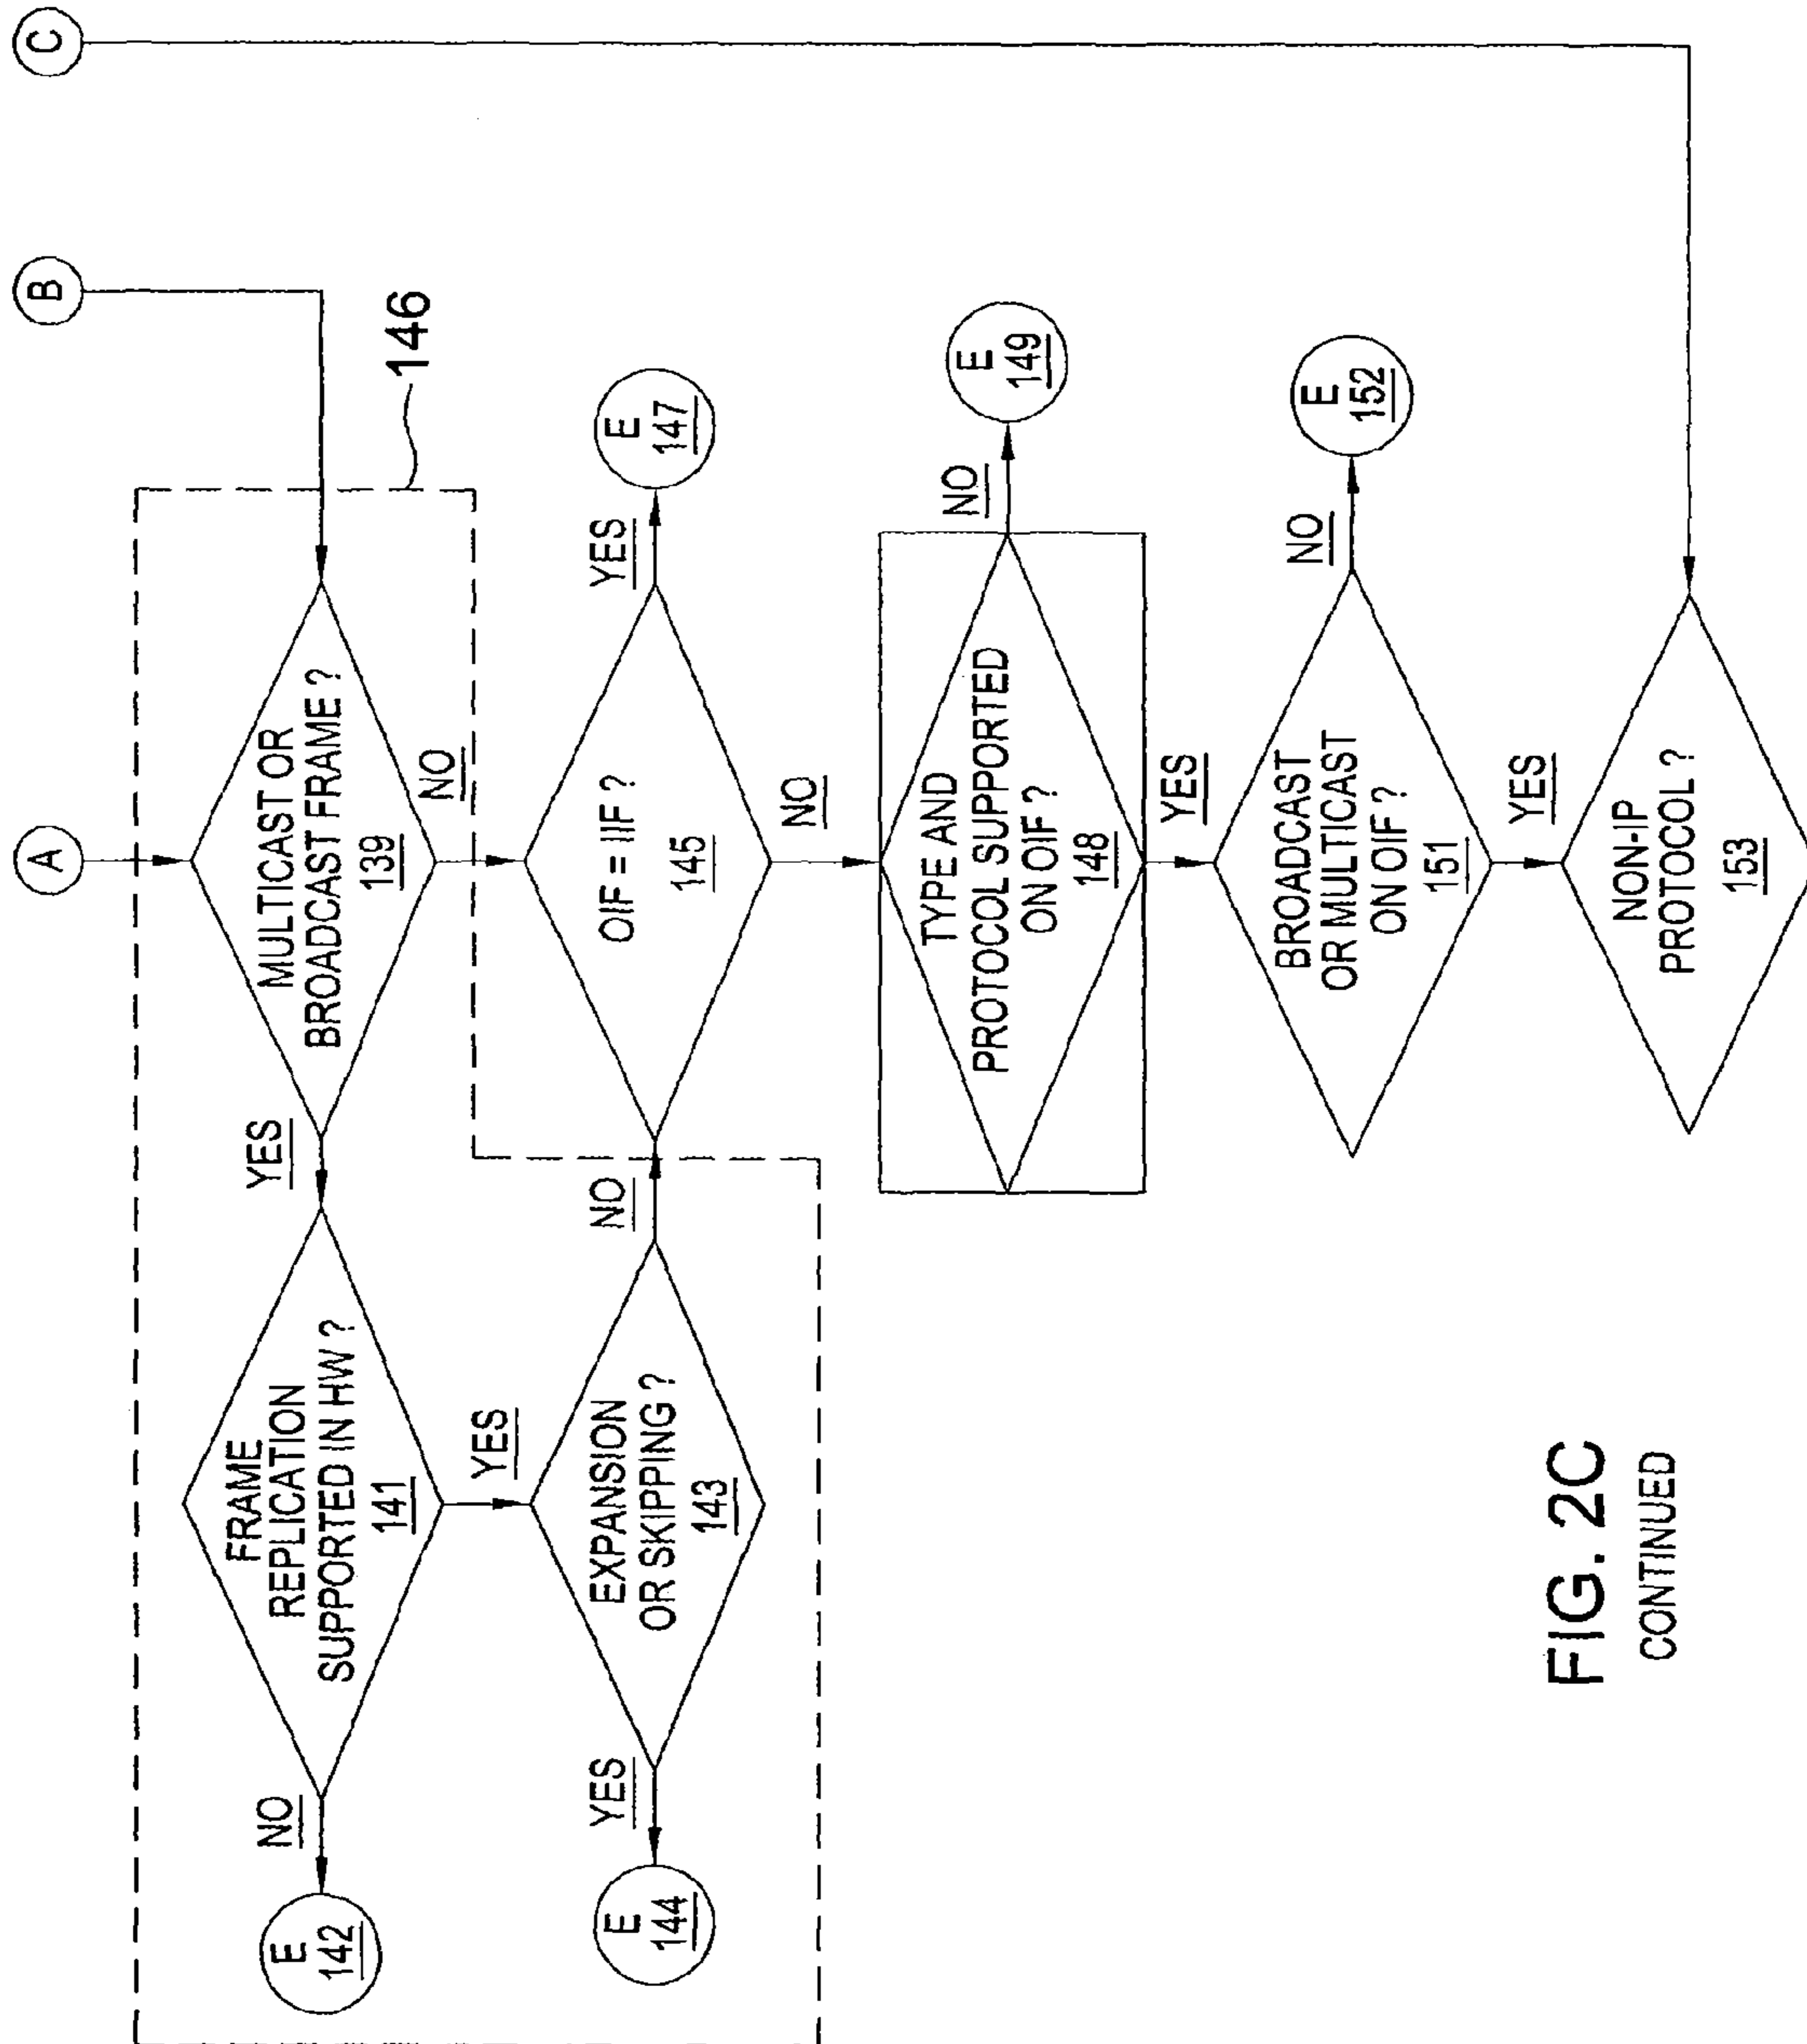 A
B
C
146
MULTICAST OR
BROADCAST FRAME ?
139
YES
NO
FRAME
REPLICATION
SUPPORTED IN HW ?
141
NO
E
142
YES
EXPANSION
OR SKIPPING ?
143
YES
E
144
NO
OIF = IIF ?
145
YES
E
147
NO
TYPE AND
PROTOCOL SUPPORTED
ON OIF ?
148
NO
E
149
YES
BROADCAST
OR MULTICAST
ON OIF ?
151
NO
E
152
YES
NON-IP
PROTOCOL ?
153
FIG. 2C
CONTINUED